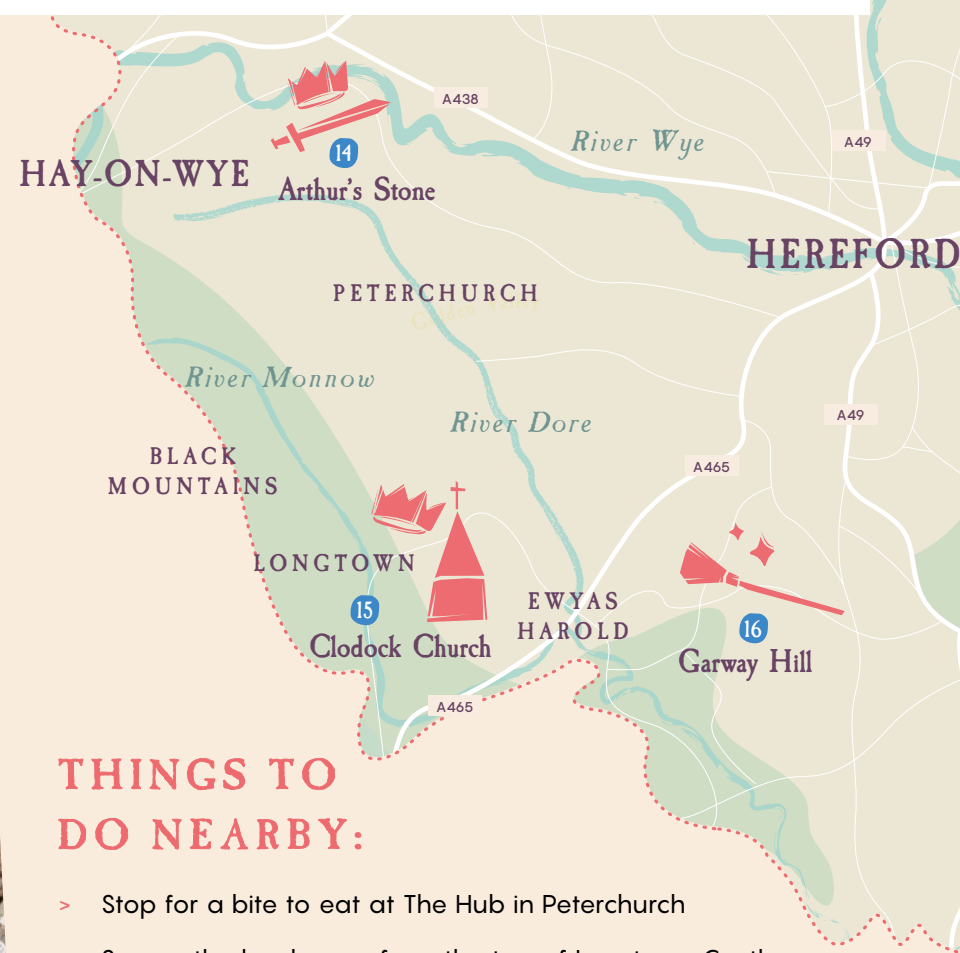 A438
River Wye
A49
14
HAY-ON-WYE
Arthur's Stone
HEREFORD
PETERCHURCH
Golden Valley
River Monnow
River Dore
A49
BLACK
MOUNTAINS
A465
LONGTOWN
15
EWYAS
HAROLD
16
Clodock Church
Garway Hill
A465
THINGS TO
DO NEARBY:
> Stop for a bite to eat at The Hub in Peterchurch